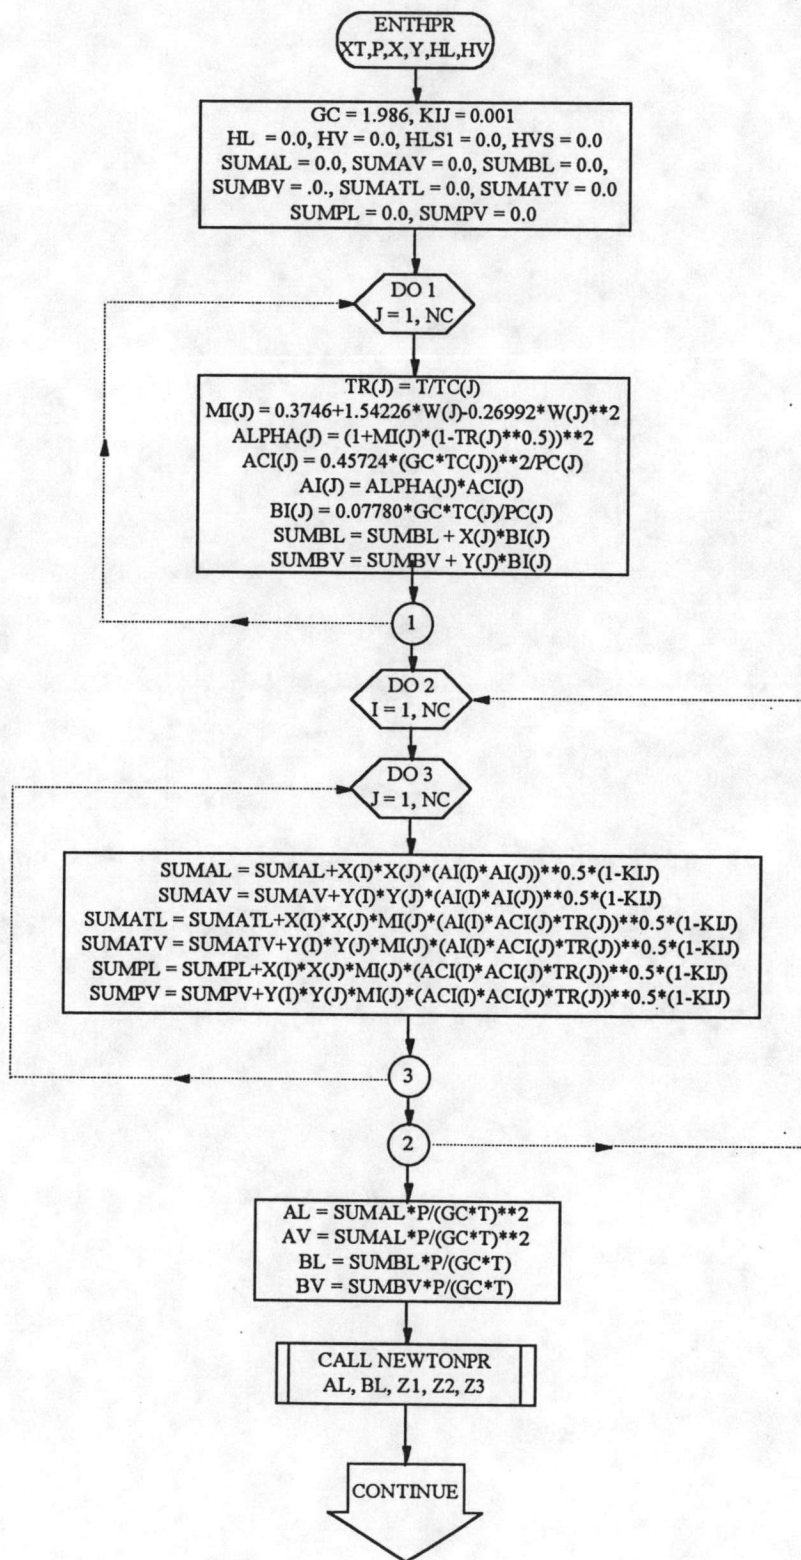 ENTHPR
XT,P,X,Y,HL,HV
GC = 1.986, KIJ = 0.001
HL = 0.0, HV = 0.0, HLS1 = 0.0, HVS = 0.0
SUMAL = 0.0, SUMAV = 0.0, SUMBL = 0.0,
SUMBV = .0., SUMATL = 0.0, SUMATV = 0.0
SUMPL = 0.0, SUMPV = 0.0
DO 1
J = 1, NC
TR(J) = T/TC(J)
MI(J) = 0.3746+1.54226*W(J)-0.26992*W(J)**2
ALPHA(J) = (1+MI(J)*(1-TR(J)**0.5))**2
ACI(J) = 0.45724*(GC*TC(J))**2/PC(J)
AI(J) = ALPHA(J)*ACI(J)
BI(J) = 0.07780*GC*TC(J)/PC(J)
SUMBL = SUMBL + X(J)*BI(J)
SUMBV = SUMBV + Y(J)*BI(J)
1
DO 2
I = 1, NC
DO 3
J = 1, NC
SUMAL = SUMAL+X(I)*X(J)*(AI(I)*AI(J))**0.5*(1-KIJ)
SUMAV = SUMAV+Y(I)*Y(J)*(AI(I)*AI(J))**0.5*(1-KIJ)
SUMATL = SUMATL+X(I)*X(J)*MI(J)*(AI(I)*ACI(J)*TR(J))**0.5*(1-KIJ)
SUMATV = SUMATV+Y(I)*Y(J)*MI(J)*(AI(I)*ACI(J)*TR(J))**0.5*(1-KIJ)
SUMPL = SUMPL+X(I)*X(J)*MI(J)*(ACI(I)*ACI(J)*TR(J))**0.5*(1-KIJ)
SUMPV = SUMPV+Y(I)*Y(J)*MI(J)*(ACI(I)*ACI(J)*TR(J))**0.5*(1-KIJ)
3
2
AL = SUMAL*P/(GC*T)**2
AV = SUMAL*P/(GC*T)**2
BL = SUMBL*P/(GC*T)
BV = SUMBV*P/(GC*T)
CALL NEWTONPR
AL, BL, Z1, Z2, Z3
CONTINUE